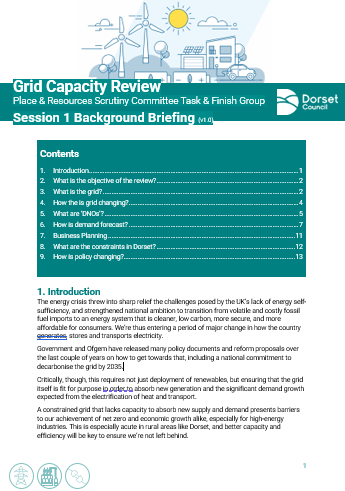 Grid Capacity Review
Place & Resources Scrutiny Committee Task & Finish Group
Session 1 Background Briefing (v1.0)
Dorset
Council
Contents
1. Introduction 1
2. What is the objective of the review? 2
3. What is the grid? 2
4. How the is grid changing? 4
5. What are 'DNOs'? 5
6. How is demand forecast? 7
7. Business Planning 11
8. What are the constraints in Dorset? 12
9. How is policy changing? 13
1. Introduction
The energy crisis threw into sharp relief the challenges posed by the UK's lack of energy self-
sufficiency, and strengthened national ambition to transition from volatile and costly fossil
fuel imports to an energy system that is cleaner, low carbon, more secure, and more
affordable for consumers. We're thus entering a period of major change in how the country
generates, stores and transports electricity.
Government and Ofgem have released many policy documents and reform proposals over
the last couple of years on how to get towards that, including a national commitment to
decarbonise the grid by 2035.
Critically, though, this requires not just deployment of renewables, but ensuring that the grid
itself is fit for purpose in order to absorb new generation and the significant demand growth
expected from the electrification of heat and transport.
A constrained grid that lacks capacity to absorb new supply and demand presents barriers
to our achievement of net zero and economic growth alike, especially for high-energy
industries. This is especially acute in rural areas like Dorset, and better capacity and
efficiency will be key to ensure we're not left behind.
1